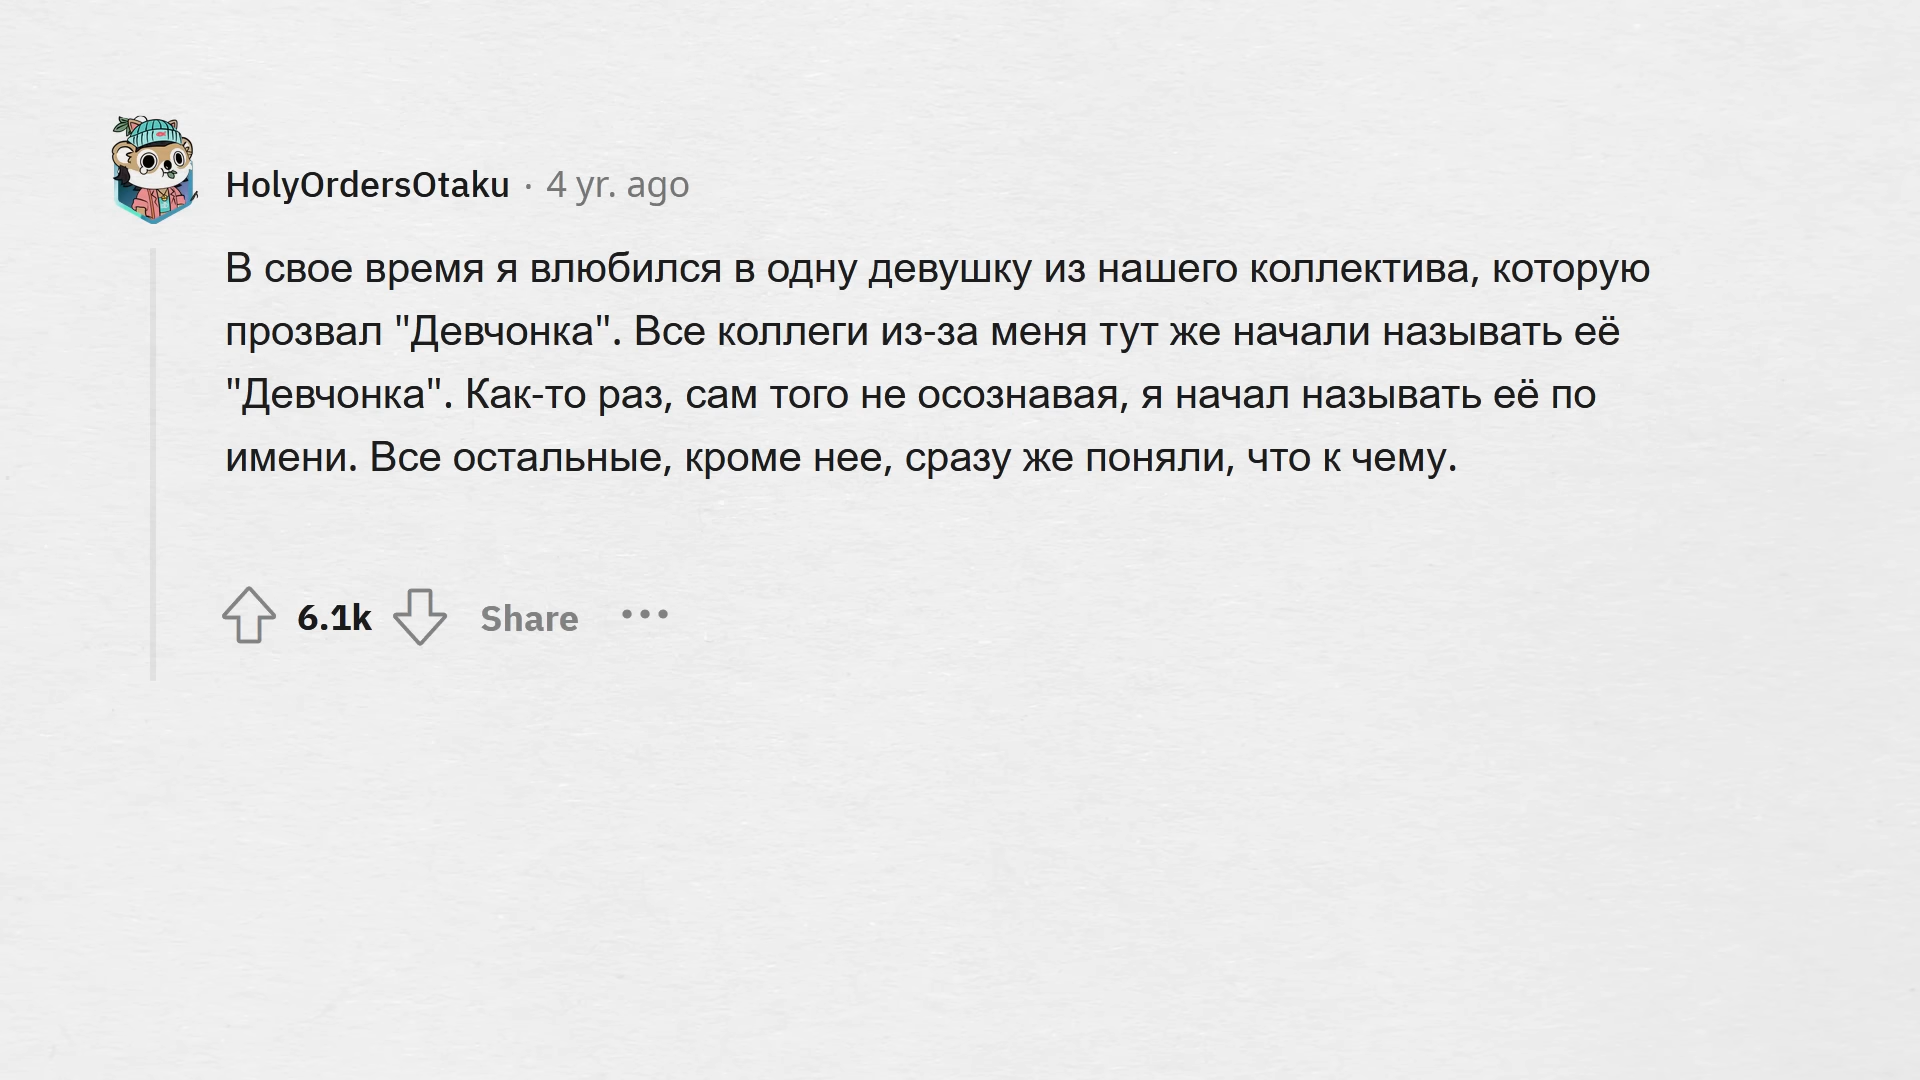 HolyOrdersOtaku · 4 yr. ago
В свое время я влюбился в одну девушку из нашего коллектива, которую
прозвал "Девчонка". Все коллеги из-за меня тут же начали называть её
"Девчонка". Как-то раз, сам того не осознавая, я начал называть её по
имени. Все остальные, кроме нее, сразу же поняли, что к чему.
6.1k Share •••